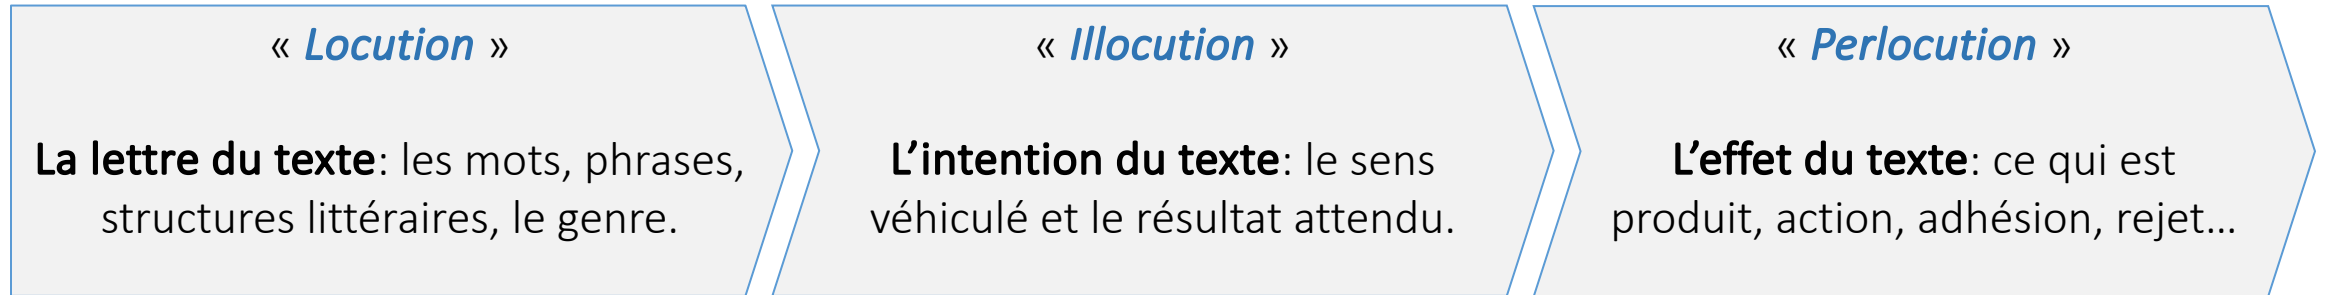 « Locution »
La lettre du texte: les mots, phrases,
structures littéraires, le genre.
« Illocution »
L’intention du texte: le sens
véhiculé et le résultat attendu.
« Perlocution »
L’effet du texte: ce qui est
produit, action, adhésion, rejet…